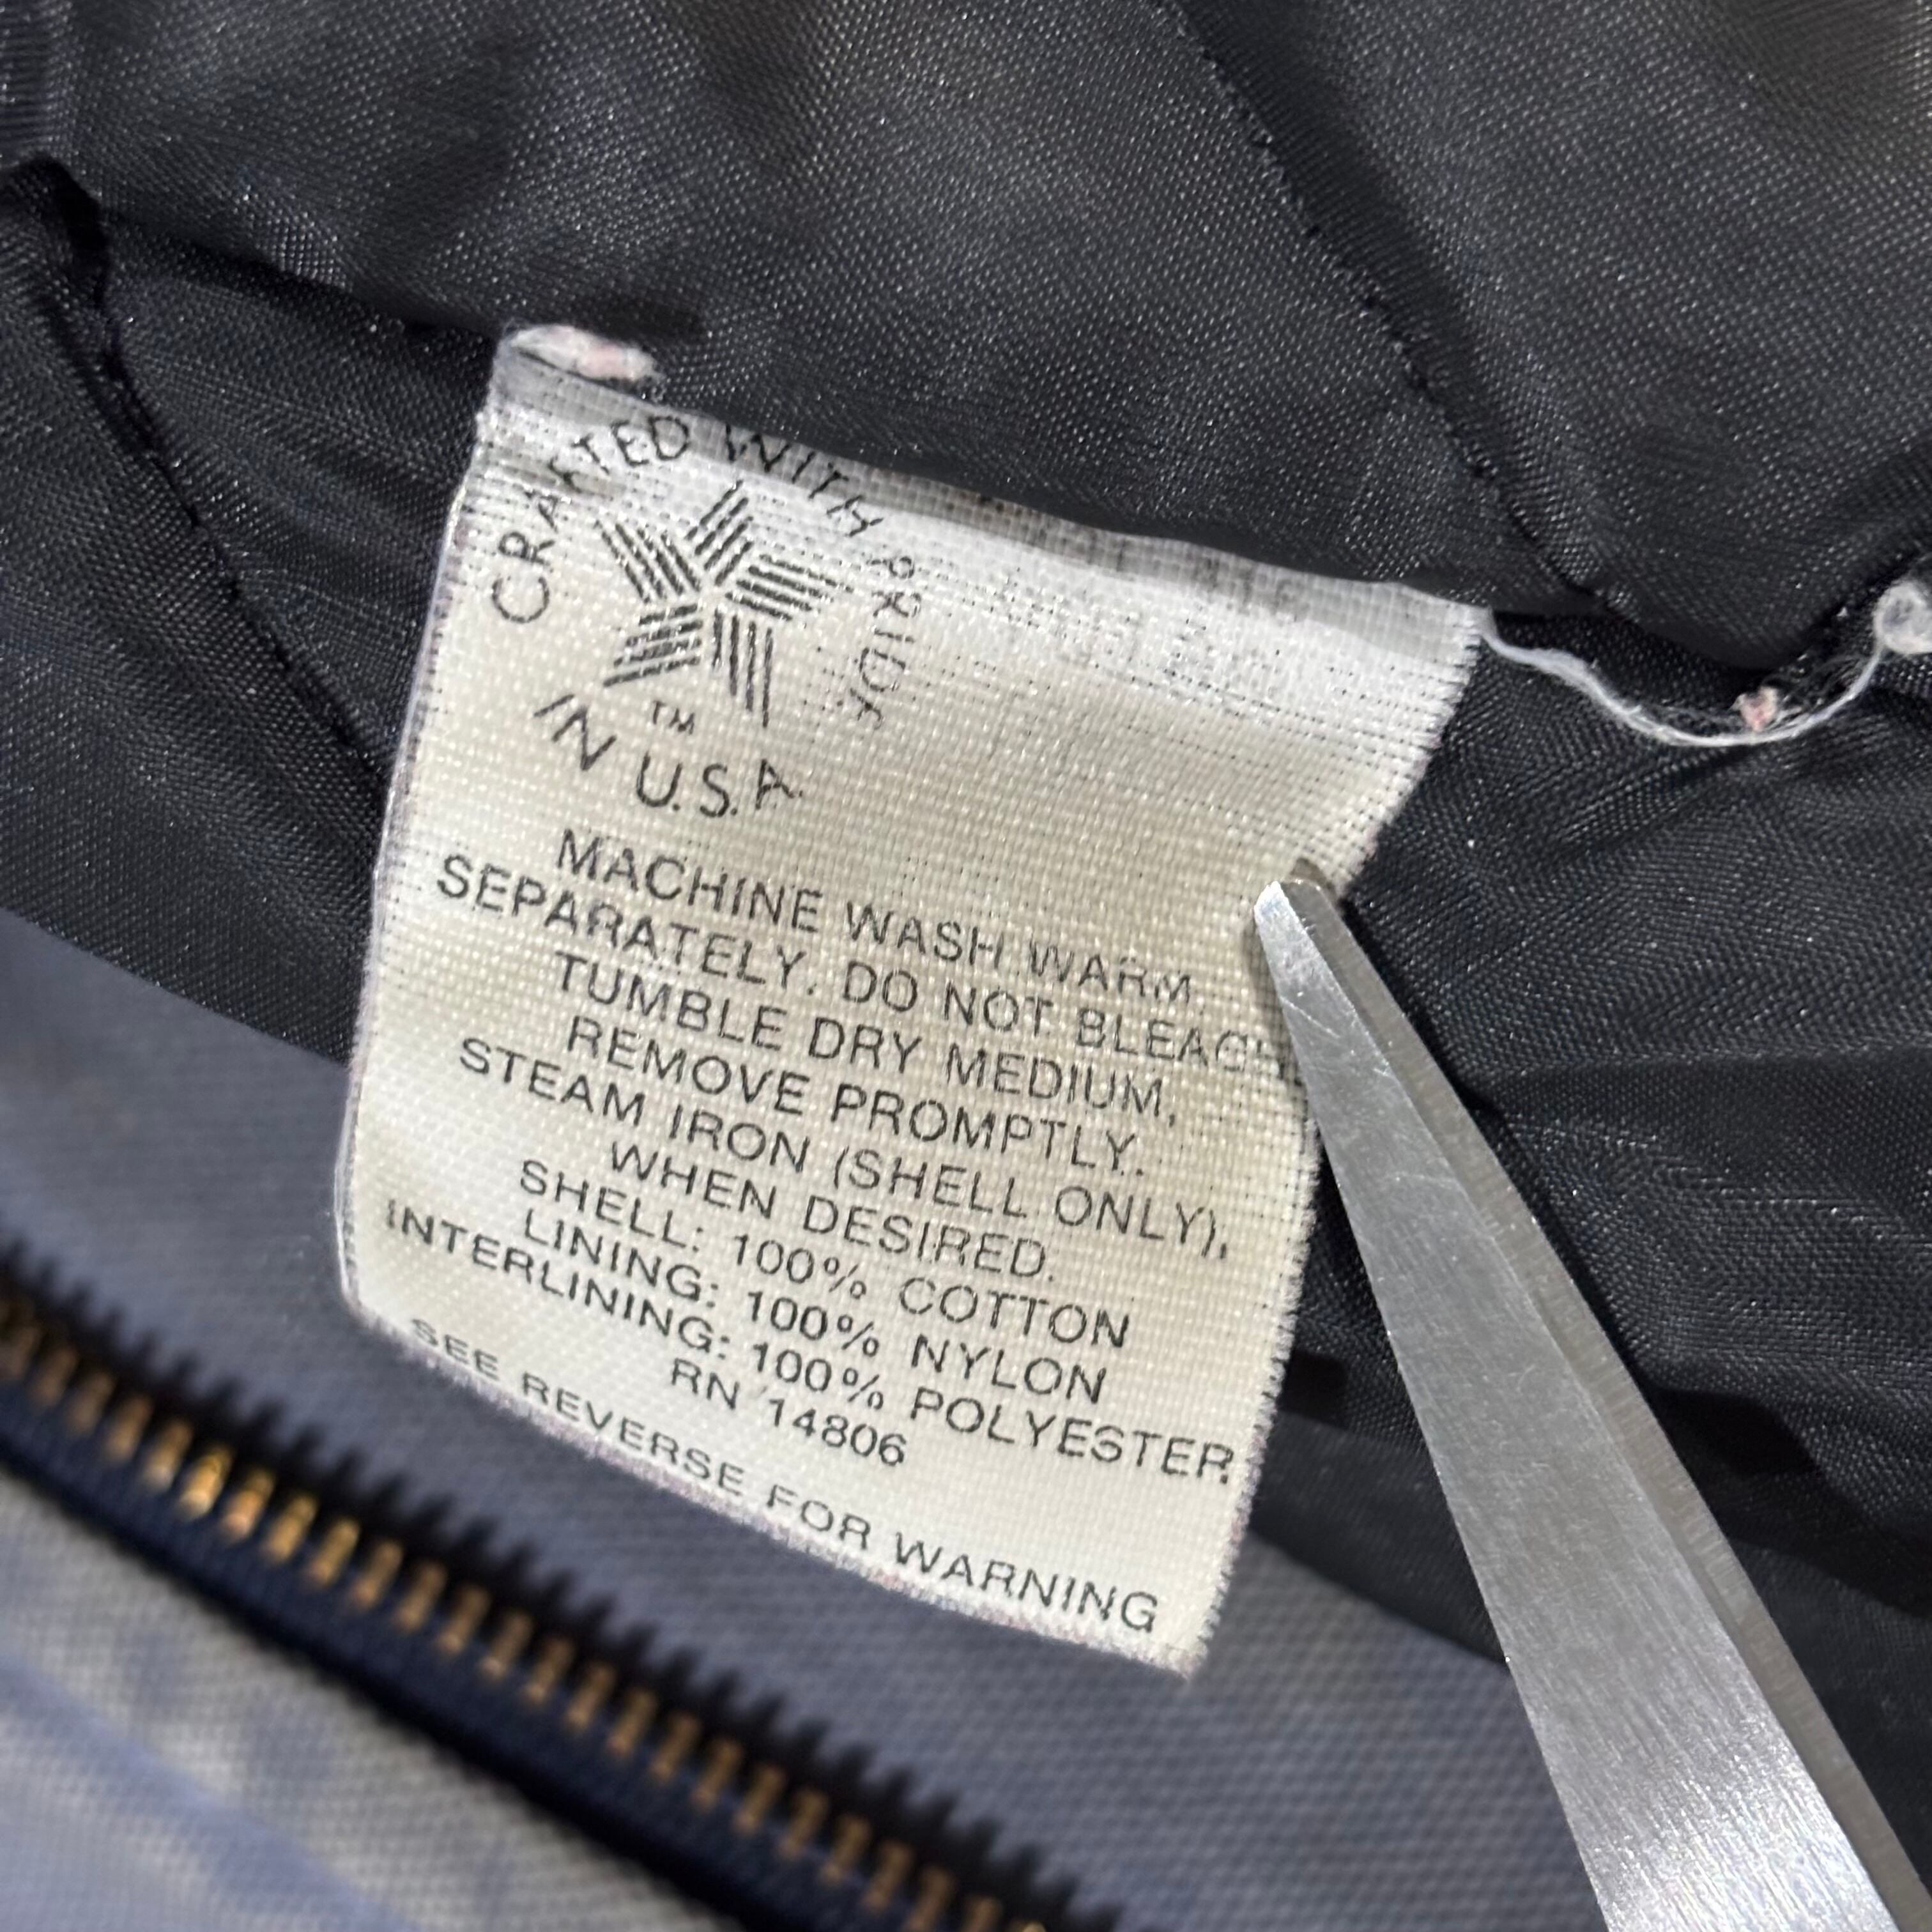 CRAFTED WITH PRIDE
TM
IN U.S.A.
MACHINE WASH WARM
SEPARATELY. DO NOT BLEACH
TUMBLE DRY MEDIUM,
REMOVE PROMPTLY.
STEAM IRON (SHELL ONLY),
WHEN DESIRED.
SHELL: 100% COTTON
LINING: 100% NYLON
INTERLINING: 100% POLYESTER
RN 14806
SEE REVERSE FOR WARNING